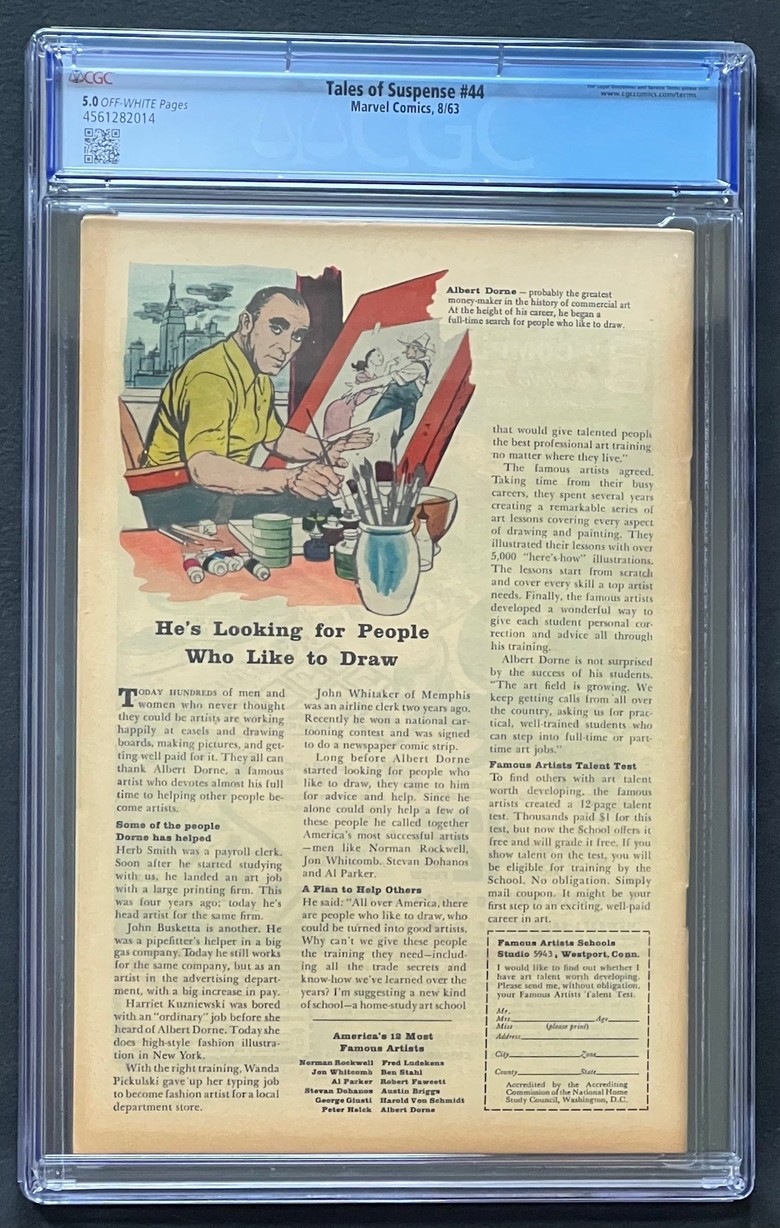 CGC
5.0 OFF-WHITE Pages
4561282014
Tales of Suspense #44
Marvel Comics, 8/63
www.cgccomics.com/terms
CGC
Albert Dorne — probably the greatest
money-maker in the history of commercial art
At the height of his career, he began a
full-time search for people who like to draw.
He's Looking for People
Who Like to Draw
TODAY HUNDREDS of men and
women who never thought
they could be artists are working
happily at easels and drawing
boards, making pictures, and get-
ting well paid for it. They all can
thank Albert Dorne, a famous
artist who devotes almost his full
time to helping other people be-
come artists.
Some of the people
Dorne has helped
Herb Smith was a payroll clerk.
Soon after he started studying
with us, he landed an art job
with a large printing firm. This
was four years ago; today he's
head artist for the same firm.
John Busketta is another. He
was a pipefitter's helper in a big
gas company. Today he still works
for the same company, but as an
artist in the advertising depart-
ment, with a big increase in pay.
Harriet Kuzniewski was bored
with an "ordinary" job before she
heard of Albert Dorne. Today she
does high-style fashion illustra-
tion in New York.
With the right training, Wanda
Pickulski gave up her typing job
to become fashion artist for a local
department store.
John Whitaker of Memphis
was an airline clerk two years ago.
Recently he won a national car-
tooning contest and was signed
to do a newspaper comic strip.
Long before Albert Dorne
started looking for people who
like to draw, they came to him
for advice and help. Since he
alone could only help a few of
these people he called together
America's most successful artists
—men like Norman Rockwell,
Jon Whitcomb, Stevan Dohanos
and Al Parker.
A Plan to Help Others
He said: "All over America, there
are people who like to draw, who
could be turned into good artists.
Why can't we give these people
the training they need—includ-
ing all the trade secrets and
know-how we've learned over the
years? I'm suggesting a new kind
of school—a home-study art school
America's 12 Most
Famous Artists
Norman Rockwell Fred Ludekens
Jon Whitcomb Ben Stahl
Al Parker Robert Fawcett
Stevan Dohanos Austin Briggs
George Giusti Harold Von Schmidt
Peter Helck Albert Dorne
that would give talented people
the best professional art training
no matter where they live."
The famous artists agreed.
Taking time from their busy
careers, they spent several years
creating a remarkable series of
art lessons covering every aspect
of drawing and painting. They
illustrated their lessons with over
5,000 "here's-how" illustrations.
The lessons start from scratch
and cover every skill a top artist
needs. Finally, the famous artists
developed a wonderful way to
give each student personal cor-
rection and advice all through
his training.
Albert Dorne is not surprised
by the success of his students.
"The art field is growing. We
keep getting calls from all over
the country, asking us for prac-
tical, well-trained students who
can step into full-time or part-
time art jobs."
Famous Artists Talent Test
To find others with art talent
worth developing, the famous
artists created a 12-page talent
test. Thousands paid $1 for this
test, but now the School offers it
free and will grade it free. If you
show talent on the test, you will
be eligible for training by the
School. No obligation. Simply
mail coupon. It might be your
first step to an exciting, well-paid
career in art.
Famous Artists Schools
Studio 5943, Westport, Conn.
I would like to find out whether I
have art talent worth developing.
Please send me, without obligation,
your Famous Artists Talent Test.
Mr.
Mrs. Age
Miss (please print)
Address
City Zone
County State
Accredited by the Accrediting
Commission of the National Home
Study Council, Washington, D.C.